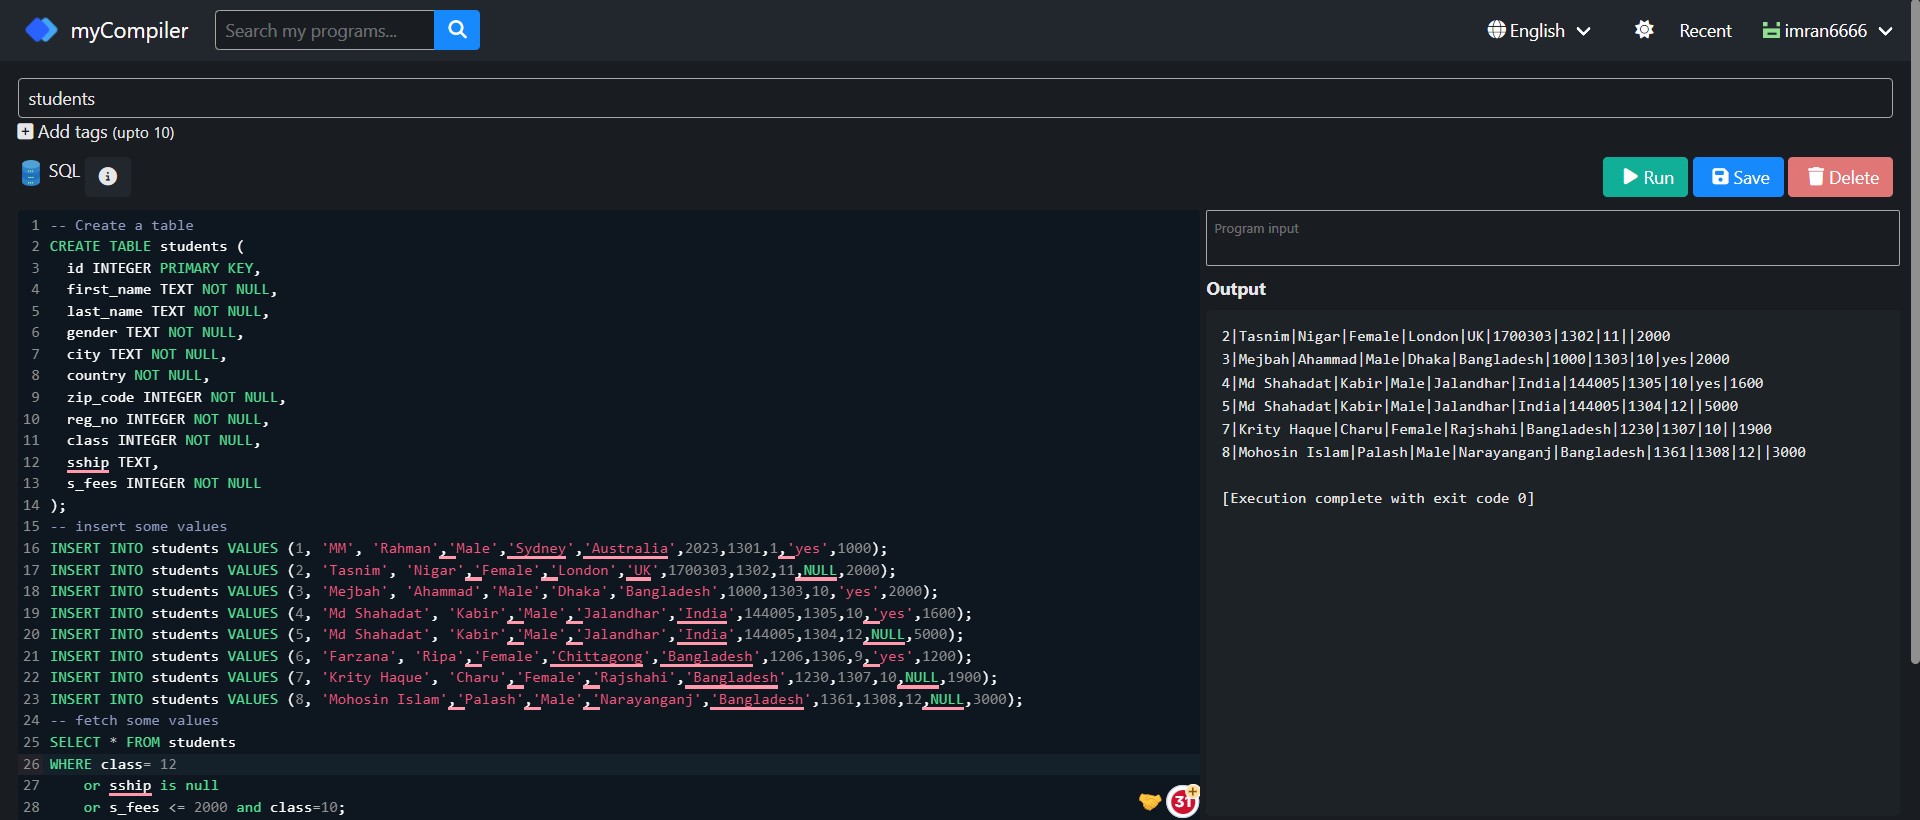 myCompiler
Search my programs...
English
Recent
imran6666
students
Add tags (upto 10)
SQL
Run
Save
Delete
1 -- Create a table
2 CREATE TABLE students (
3 id INTEGER PRIMARY KEY,
4 first_name TEXT NOT NULL,
5 last_name TEXT NOT NULL,
6 gender TEXT NOT NULL,
7 city TEXT NOT NULL,
8 country NOT NULL,
9 zip_code INTEGER NOT NULL,
10 reg_no INTEGER NOT NULL,
11 class INTEGER NOT NULL,
12 sship TEXT,
13 s_fees INTEGER NOT NULL
14 );
15 -- insert some values
16 INSERT INTO students VALUES (1, 'MM', 'Rahman','Male','Sydney','Australia',2023,1301,1,'yes',1000);
17 INSERT INTO students VALUES (2, 'Tasnim', 'Nigar','Female','London','UK',1700303,1302,11,NULL,2000);
18 INSERT INTO students VALUES (3, 'Mejbah', 'Ahammad','Male','Dhaka','Bangladesh',1000,1303,10,'yes',2000);
19 INSERT INTO students VALUES (4, 'Md Shahadat', 'Kabir','Male','Jalandhar','India',144005,1305,10,'yes',1600);
20 INSERT INTO students VALUES (5, 'Md Shahadat', 'Kabir','Male','Jalandhar','India',144005,1304,12,NULL,5000);
21 INSERT INTO students VALUES (6, 'Farzana', 'Ripa','Female','Chittagong','Bangladesh',1206,1306,9,'yes',1200);
22 INSERT INTO students VALUES (7, 'Krity Haque', 'Charu','Female','Rajshahi','Bangladesh',1230,1307,10,NULL,1900);
23 INSERT INTO students VALUES (8, 'Mohosin Islam','Palash','Male','Narayanganj','Bangladesh',1361,1308,12,NULL,3000);
24 -- fetch some values
25 SELECT * FROM students
26 WHERE class= 12
27 or sship is null
28 or s_fees <= 2000 and class=10;
31
Program input
Output
2|Tasnim|Nigar|Female|London|UK|1700303|1302|11||2000
3|Mejbah|Ahammad|Male|Dhaka|Bangladesh|1000|1303|10|yes|2000
4|Md Shahadat|Kabir|Male|Jalandhar|India|144005|1305|10|yes|1600
5|Md Shahadat|Kabir|Male|Jalandhar|India|144005|1304|12||5000
7|Krity Haque|Charu|Female|Rajshahi|Bangladesh|1230|1307|10||1900
8|Mohosin Islam|Palash|Male|Narayanganj|Bangladesh|1361|1308|12||3000
[Execution complete with exit code 0]